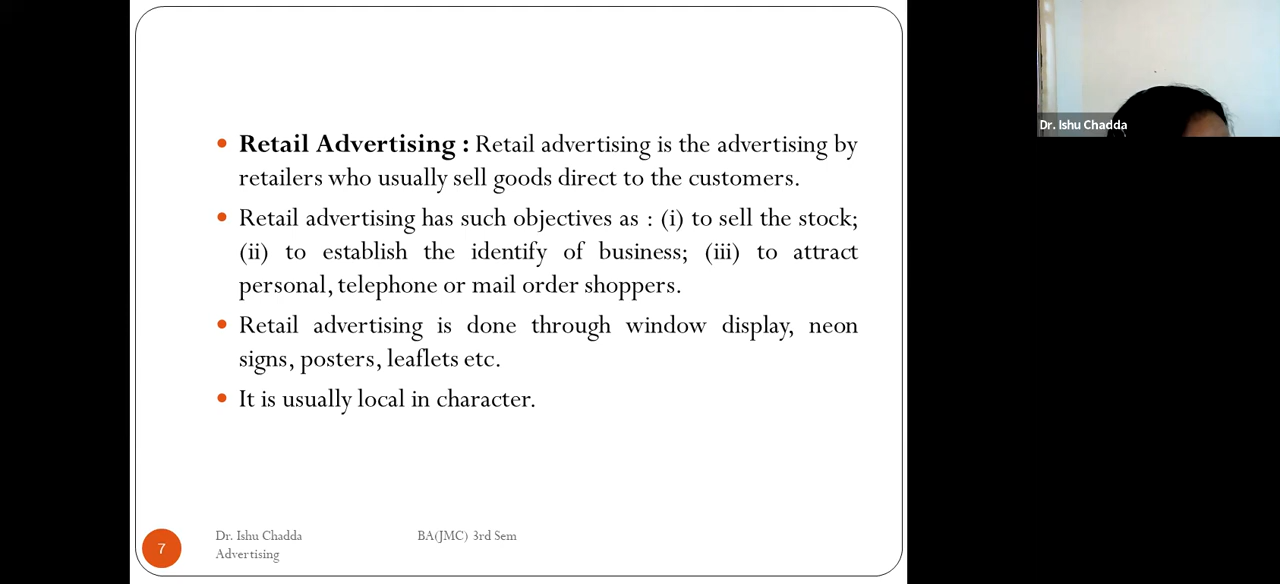 Retail Advertising : Retail advertising is the advertising by
retailers who usually sell goods direct to the customers.
Retail advertising has such objectives as : (i) to sell the stock;
(ii) to establish the identify of business; (iii) to attract
personal, telephone or mail order shoppers.
Retail advertising is done through window display, neon
signs, posters, leaflets etc.
It is usually local in character.
7
Dr. Ishu Chadda
Advertising
BA(JMC) 3rd Sem
Dr. Ishu Chadda